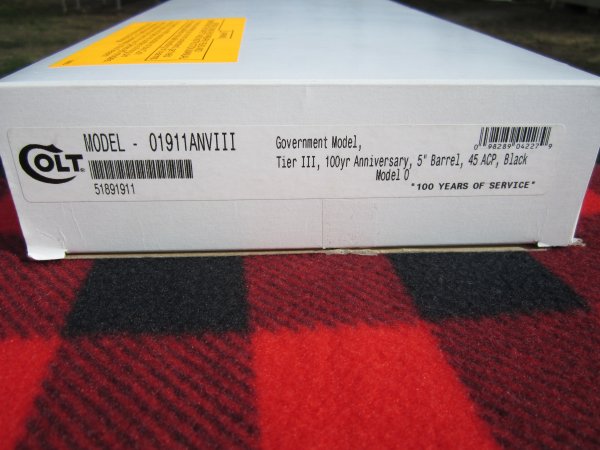 COLT
MODEL - 01911ANVIII
51891911
Government Model,
Tier III, 100yr Anniversary, 5" Barrel, 45 ACP, Black
Model O
"100 YEARS OF SERVICE"
0 98289 04227 9